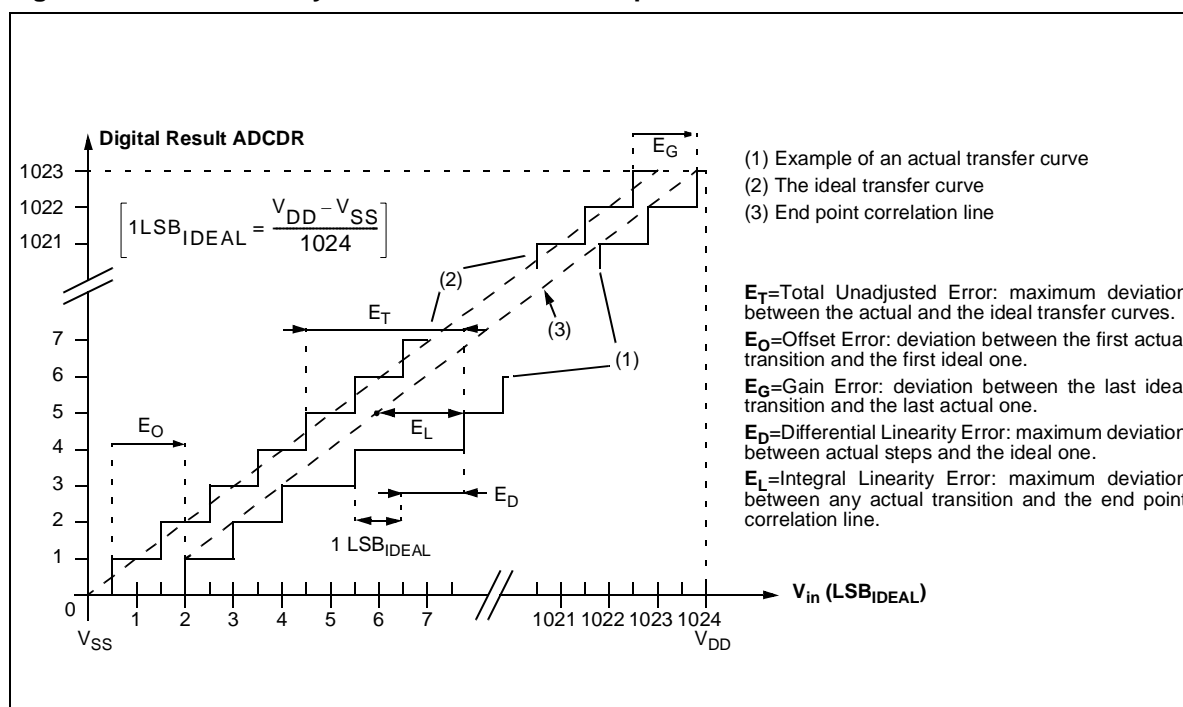 Digital Result ADCDR
1023
1022
1021
7
6
5
4
3
2
1
0
1LSB IDEAL = V DD – V SS
1024
E G
(2)
(3)
(1)
E T
E O
E L
E D
1 LSB IDEAL
1 2 3 4 5 6 7 1021 1022 1023 1024
V in (LSB IDEAL)
V SS
V DD
(1) Example of an actual transfer curve
(2) The ideal transfer curve
(3) End point correlation line
E T=Total Unadjusted Error: maximum deviation
between the actual and the ideal transfer curves.
E O=Offset Error: deviation between the first actual
transition and the first ideal one.
E G=Gain Error: deviation between the last ideal
transition and the last actual one.
E D=Differential Linearity Error: maximum deviation
between actual steps and the ideal one.
E L=Integral Linearity Error: maximum deviation
between any actual transition and the end point
correlation line.